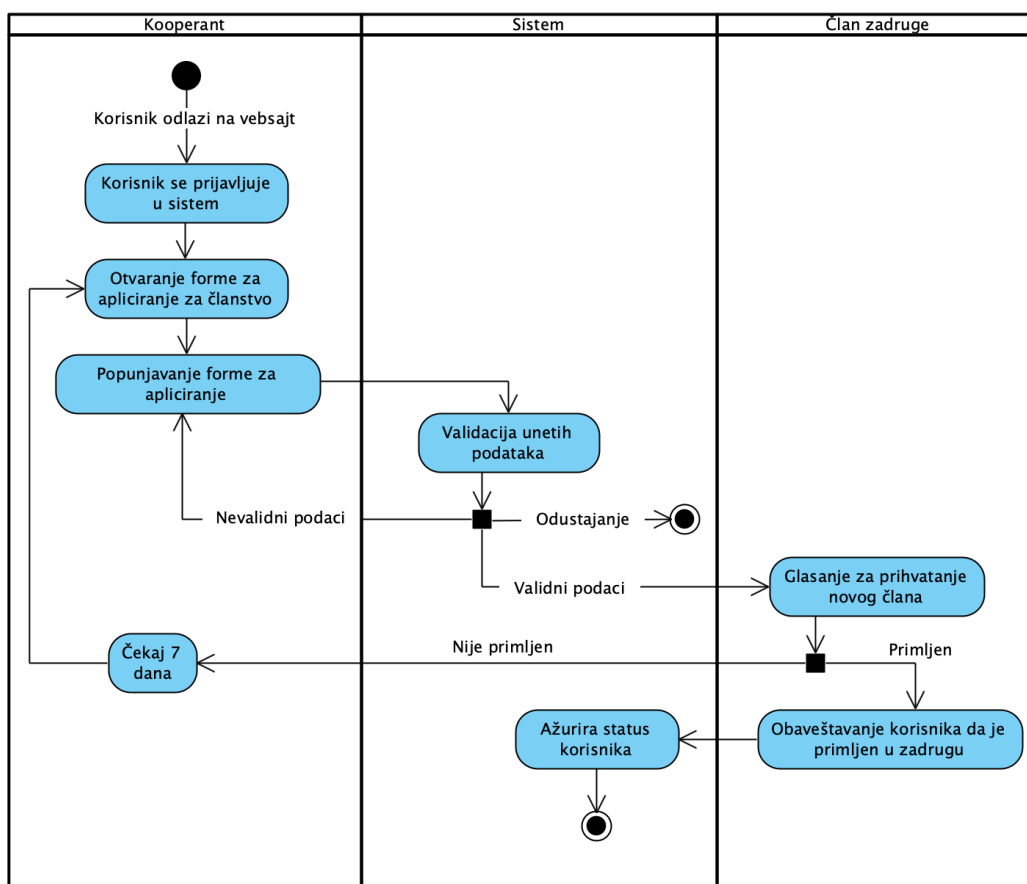 Kooperant
Sistem
Član zadruge
Korisnik odlazi na vebsajt
Korisnik se prijavljuje
u sistem
Otvaranje forme za
apliciranje za članstvo
Popunjavanje forme za
apliciranje
Validacija unetih
podataka
Nevalidni podaci
Odustajanje
Validni podaci
Glasanje za prihvatanje
novog člana
Nije primljen
Primljen
Čekaj 7
dana
Obaveštavanje korisnika da je
primljen u zadrugu
Ažurira status
korisnika